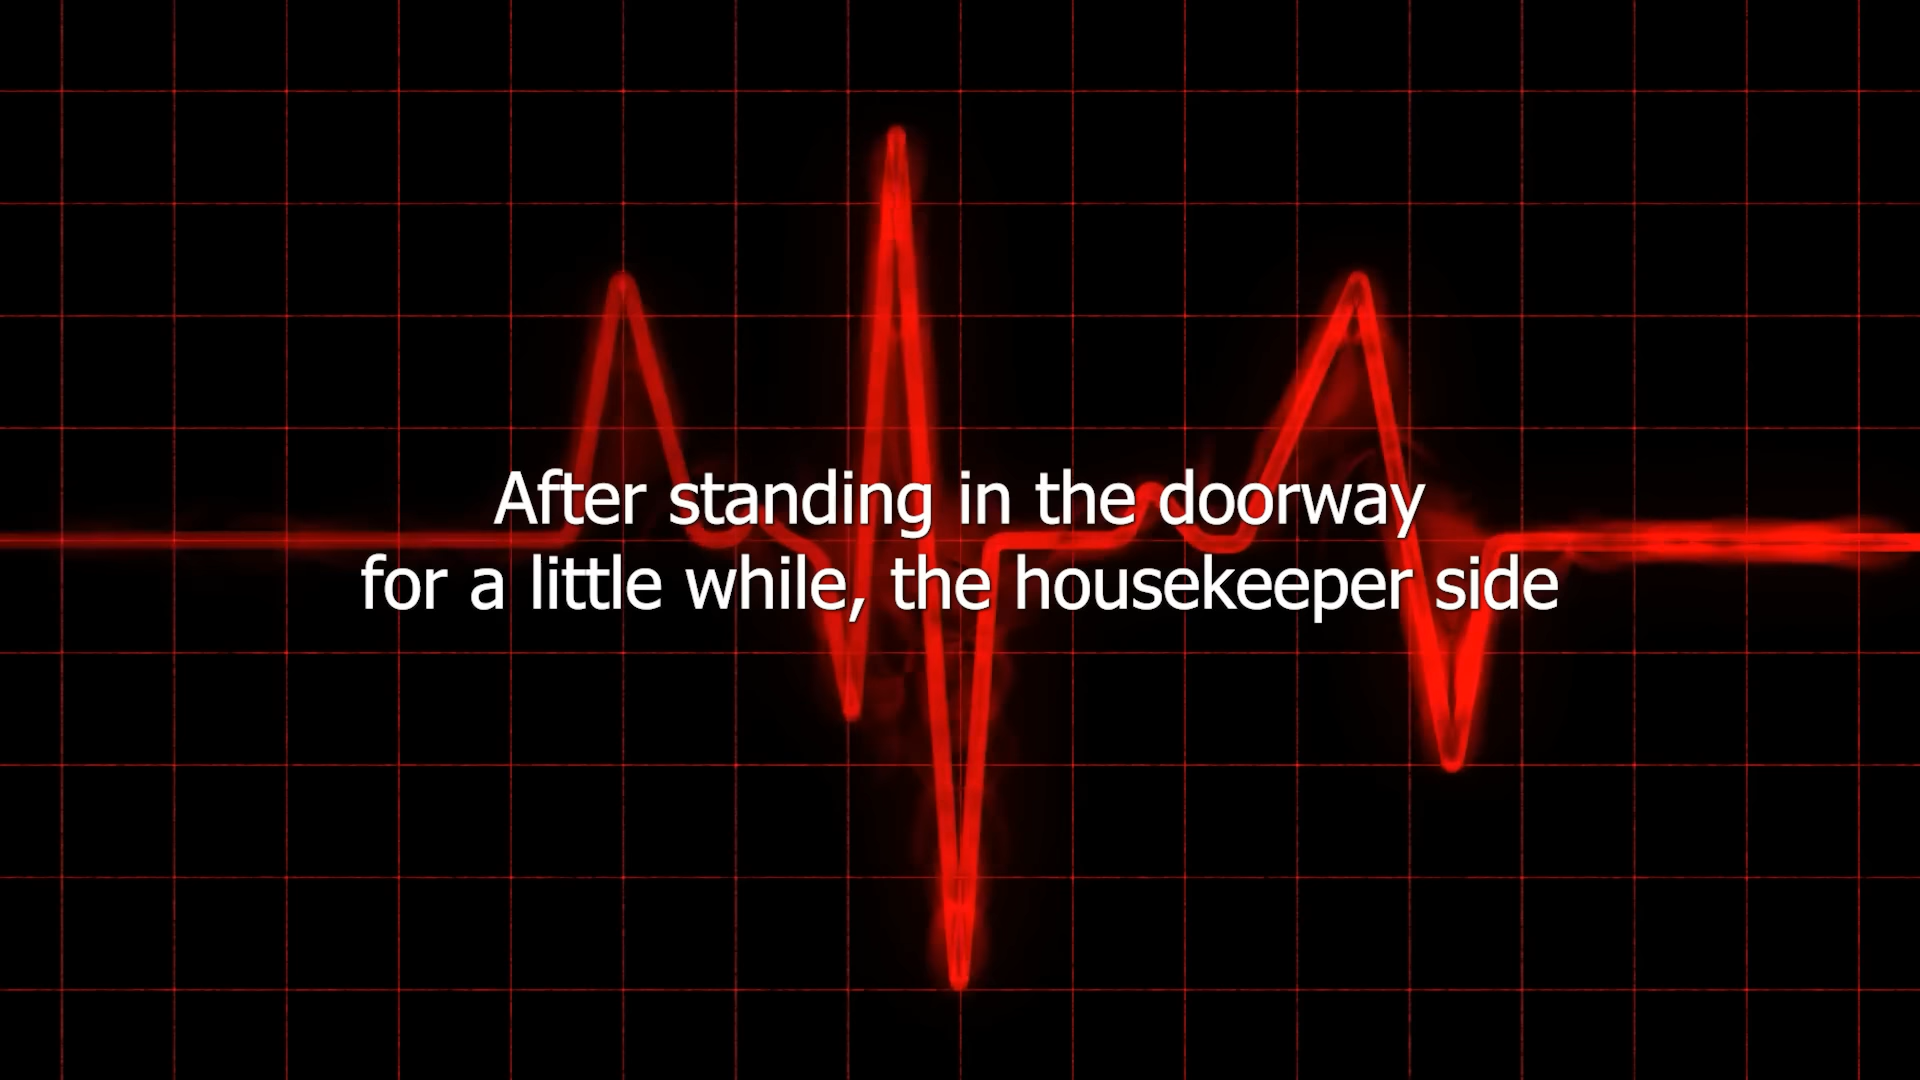 After standing in the doorway
for a little while, the housekeeper side